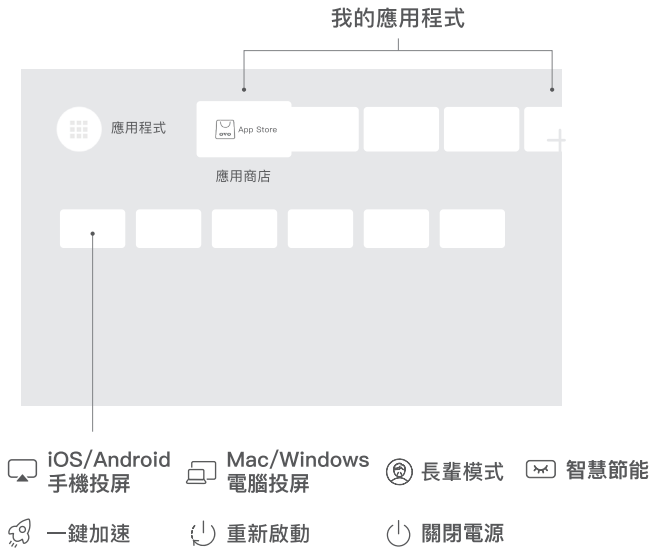 我的應用程式
應用程式
OVO App Store
應用商店
iOS/Android
手機投屏
Mac/Windows
電腦投屏
長輩模式
智慧節能
一鍵加速
重新啟動
關閉電源